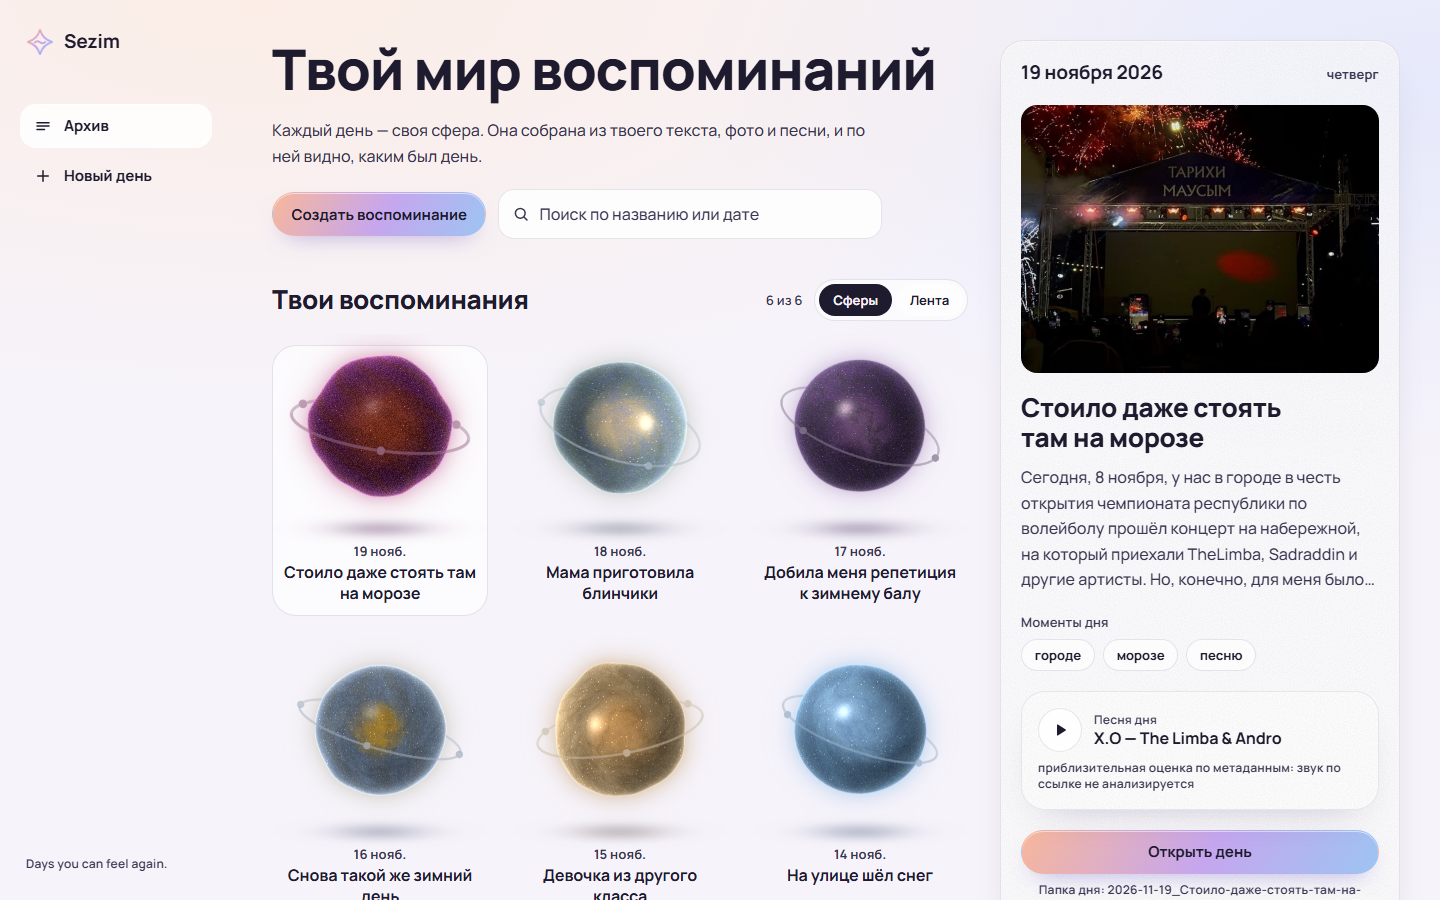 Sezim
Архив
Новый день
Days you can feel again.
Твой мир воспоминаний
Каждый день — своя сфера. Она собрана из твоего текста, фото и песни, и по
ней видно, каким был день.
Создать воспоминание
Поиск по названию или дате
Твои воспоминания
6 из 6
Сферы
Лента
19 нояб.
Стоило даже стоять там
на морозе
18 нояб.
Мама приготовила
блинчики
17 нояб.
Добила меня репетиция
к зимнему балу
16 нояб.
Снова такой же зимний
день
15 нояб.
Девочка из другого
класса
14 нояб.
На улице шёл снег
19 ноября 2026
четверг
ТАРИХИ
МАУСЫМ
Стоило даже стоять
там на морозе
Сегодня, 8 ноября, у нас в городе в честь
открытия чемпионата республики по
волейболу прошёл концерт на набережной,
на который приехали TheLimba, Sadraddin и
другие артисты. Но, конечно, для меня было...
Моменты дня
городе
морозе
песню
Песня дня
X.O — The Limba & Andro
приблизительная оценка по метаданным: звук по
ссылке не анализируется
Открыть день
Папка дня: 2026-11-19_Стоило-даже-стоять-там-на-